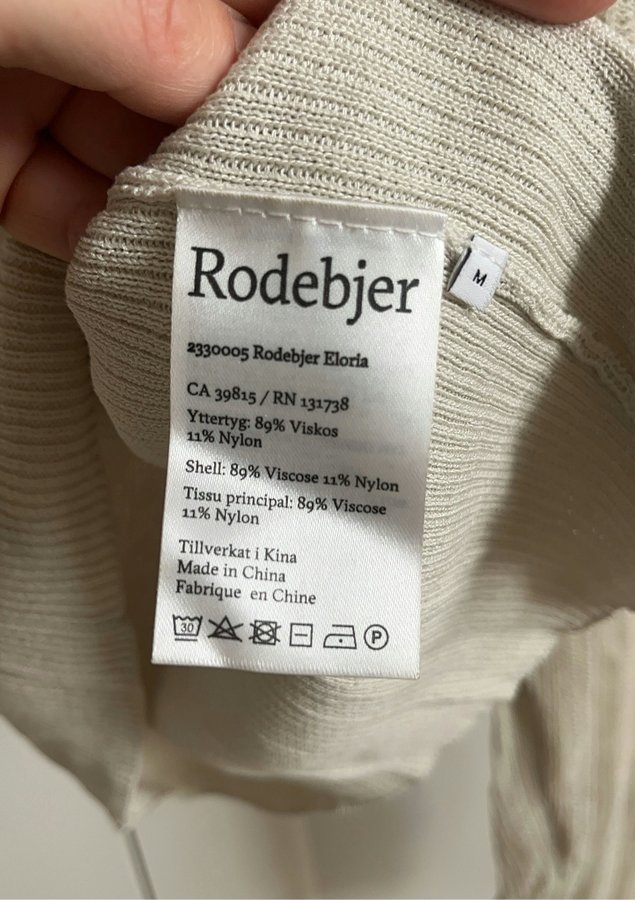 Rodebjer
M
2330005 Rodebjer Eloria
CA 39815 / RN 131738
Yttertyg: 89% Viskos
11% Nylon
Shell: 89% Viscose 11% Nylon
Tissu principal: 89% Viscose
11% Nylon
Tillverkat i Kina
Made in China
Fabrique en Chine
30 P